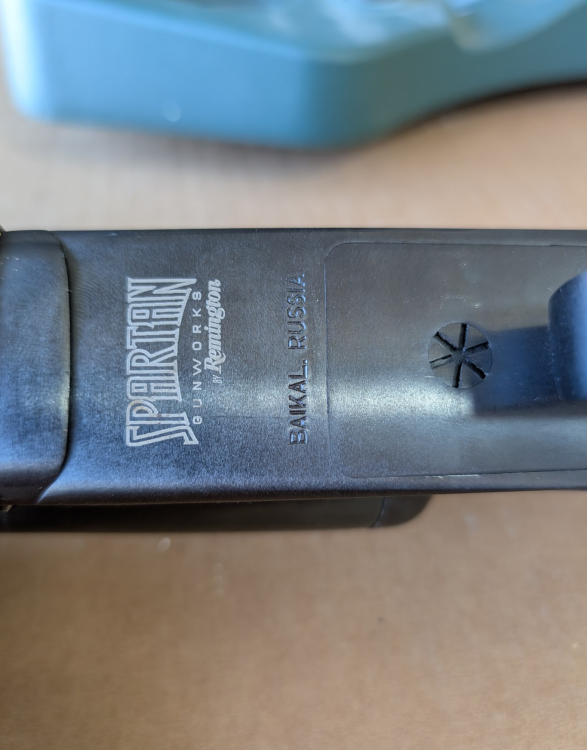 SPARTAN
GUNWORKS
BY Remington
BAIKAL, RUSSIA